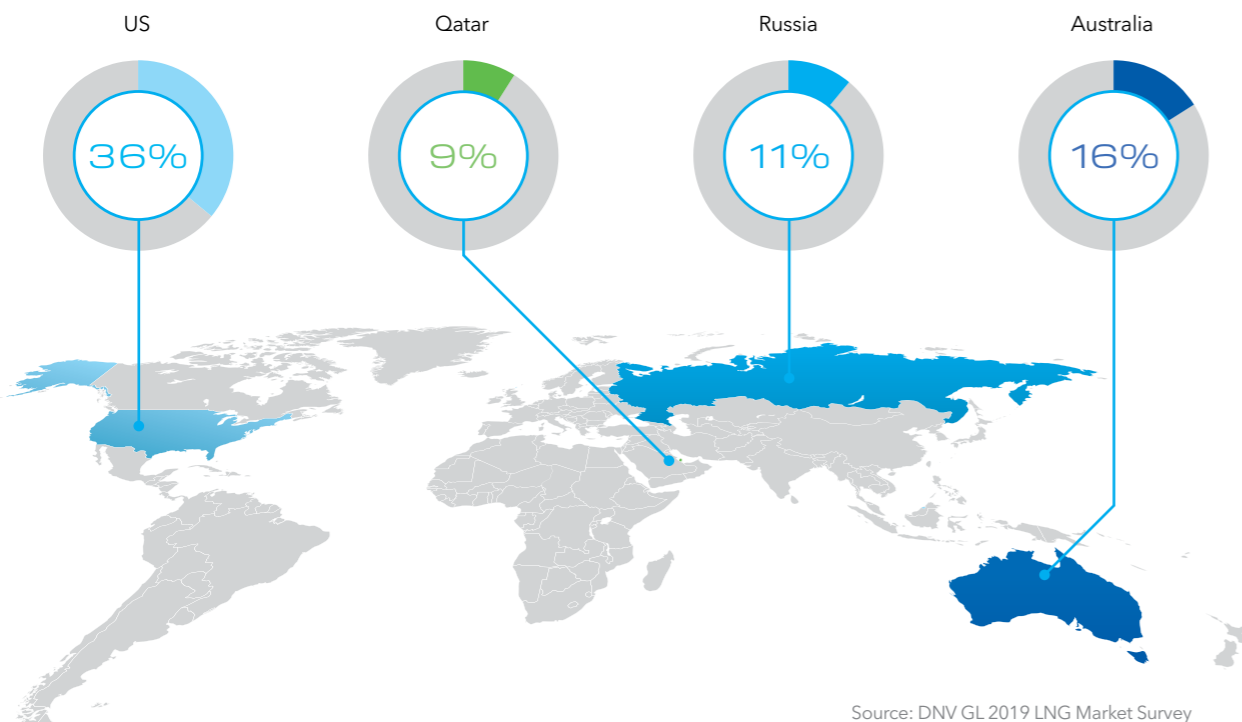 US
Qatar
Russia
Australia
36%
9%
11%
16%
Source: DNV GL 2019 LNG Market Survey